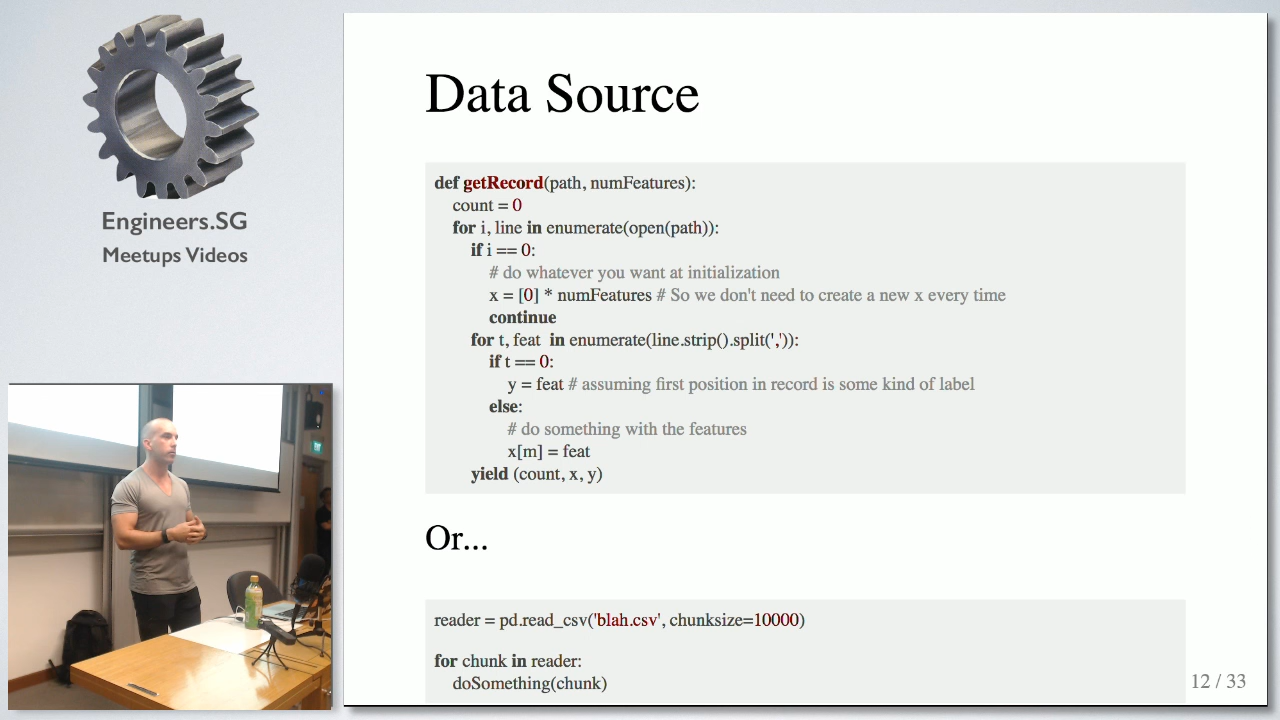 Engineers.SG
Meetups Videos
Data Source
def getRecord(path, numFeatures):
count = 0
for i, line in enumerate(open(path)):
if i == 0:
# do whatever you want at initialization
x = [0] * numFeatures # So we don't need to create a new x every time
continue
for t, feat in enumerate(line.strip().split(',')):
if t == 0:
y = feat # assuming first position in record is some kind of label
else:
# do something with the features
x[m] = feat
yield (count, x, y)
Or...
reader = pd.read_csv('blah.csv', chunksize=10000)
for chunk in reader:
doSomething(chunk)
12 / 33